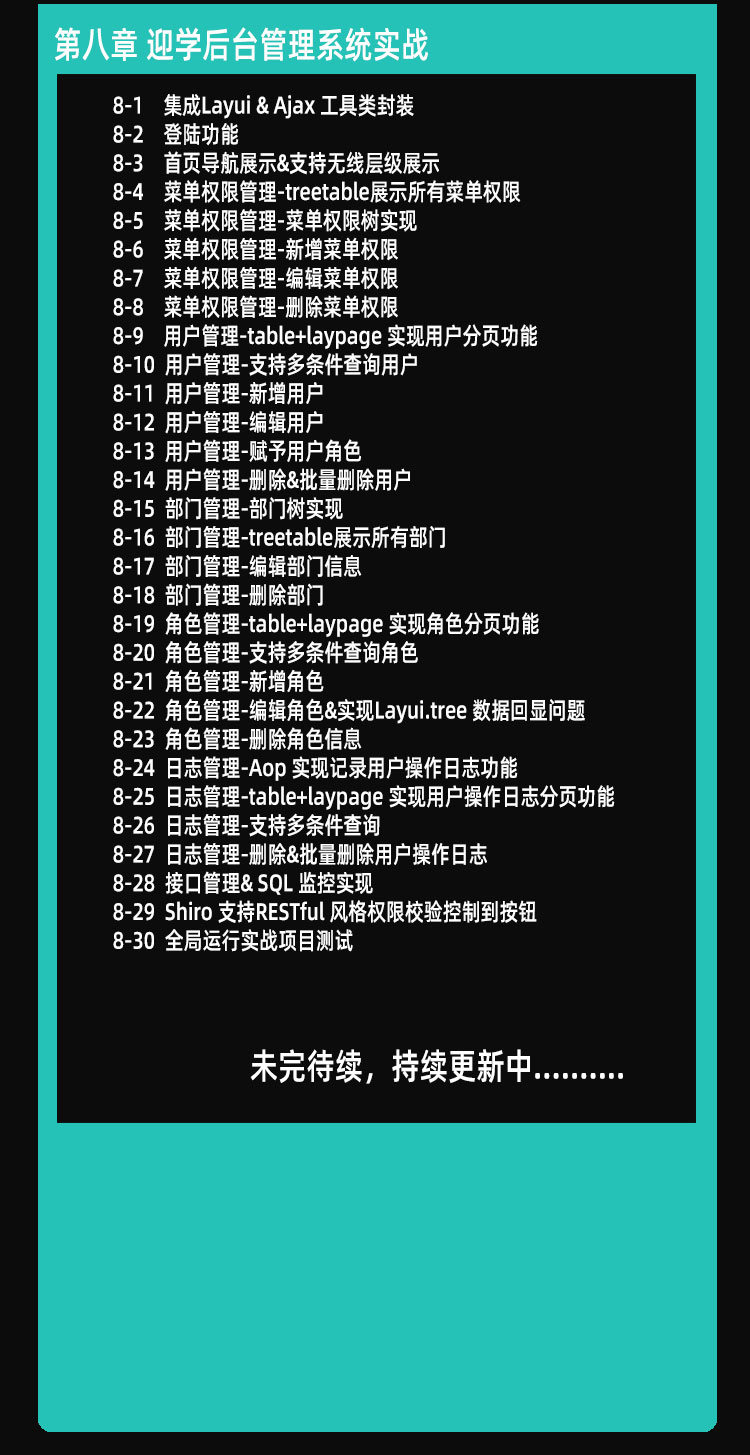 第八章 迎学后台管理系统实战
8-1 集成Layui & Ajax 工具类封装
8-2 登陆功能
8-3 首页导航展示&支持无线层级展示
8-4 菜单权限管理-treetable展示所有菜单权限
8-5 菜单权限管理-菜单权限树实现
8-6 菜单权限管理-新增菜单权限
8-7 菜单权限管理-编辑菜单权限
8-8 菜单权限管理-删除菜单权限
8-9 用户管理-table+laypage 实现用户分页功能
8-10 用户管理-支持多条件查询用户
8-11 用户管理-新增用户
8-12 用户管理-编辑用户
8-13 用户管理-赋予用户角色
8-14 用户管理-删除&批量删除用户
8-15 部门管理-部门树实现
8-16 部门管理-treetable展示所有部门
8-17 部门管理-编辑部门信息
8-18 部门管理-删除部门
8-19 角色管理-table+laypage 实现角色分页功能
8-20 角色管理-支持多条件查询角色
8-21 角色管理-新增角色
8-22 角色管理-编辑角色&实现Layui.tree 数据回显问题
8-23 角色管理-删除角色信息
8-24 日志管理-Aop 实现记录用户操作日志功能
8-25 日志管理-table+laypage 实现用户操作日志分页功能
8-26 日志管理-支持多条件查询
8-27 日志管理-删除&批量删除用户操作日志
8-28 接口管理& SQL 监控实现
8-29 Shiro 支持RESTful 风格权限校验控制到按钮
8-30 全局运行实战项目测试
未完待续，持续更新中..........